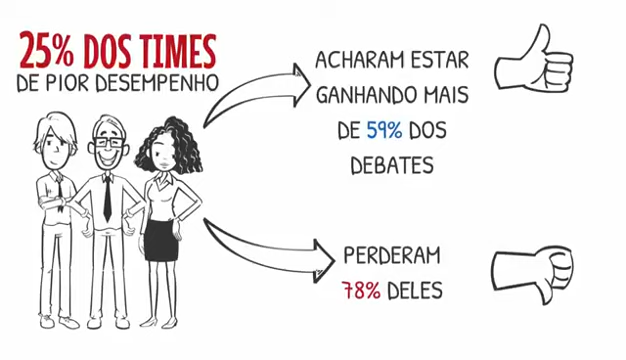 25% DOS TIMES
DE PIOR DESEMPENHO
ACHARAM ESTAR
GANHANDO MAIS
DE 59% DOS
DEBATES
PERDERAM
78% DELES